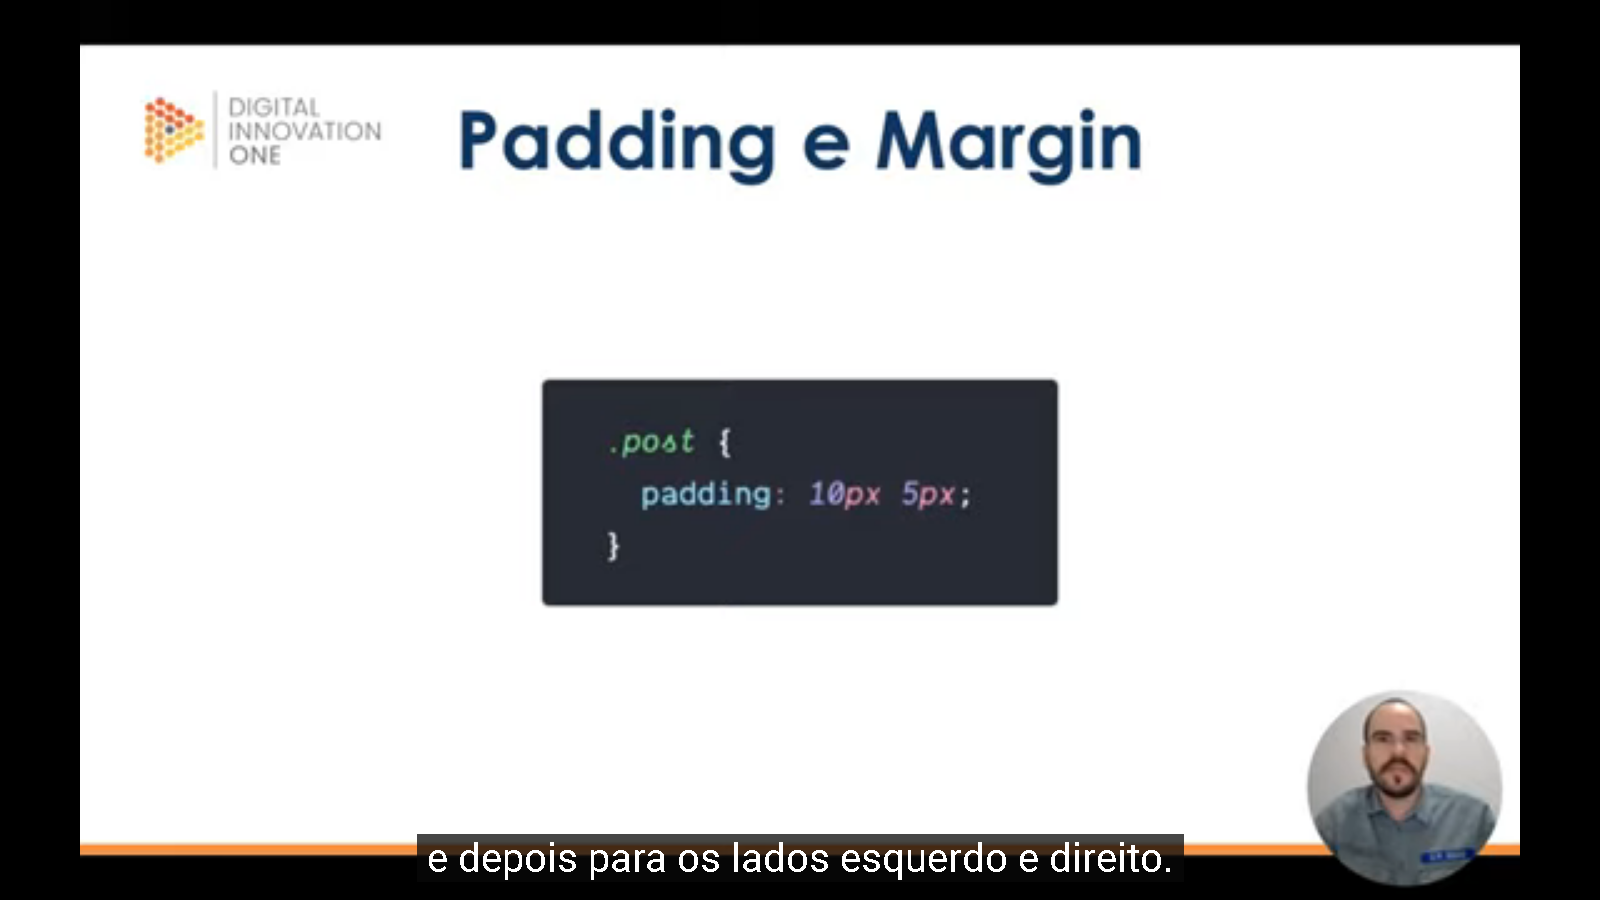 DIGITAL
INNOVATION
ONE
Padding e Margin
.post {
padding: 10px 5px;
}
e depois para os lados esquerdo e direito.